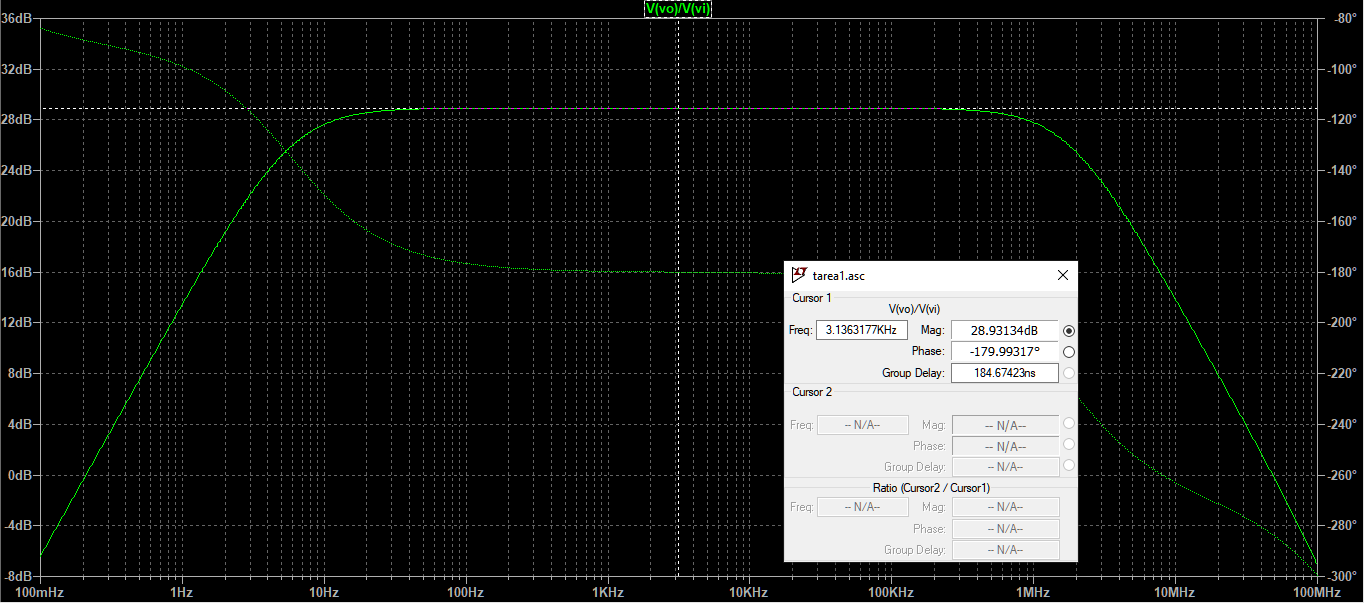 V(vo)/V(vi)
36dB
32dB
28dB
24dB
20dB
16dB
12dB
8dB
4dB
0dB
-4dB
-8dB
-80°
-100°
-120°
-140°
-160°
-180°
-200°
-220°
-240°
-260°
-280°
-300°
100mHz 1Hz 10Hz 100Hz 1KHz 10KHz 100KHz 1MHz 10MHz 100MHz
tarea1.asc
Cursor 1
V(vo)/V(vi)
Freq: 3.1363177KHz Mag: 28.93134dB
Phase: -179.99317°
Group Delay: 184.67423ns
Cursor 2
Freq: -- N/A-- Mag: -- N/A--
Phase: -- N/A--
Group Delay: -- N/A--
Ratio (Cursor2 / Cursor1)
Freq: -- N/A-- Mag: -- N/A--
Phase: -- N/A--
Group Delay: -- N/A--